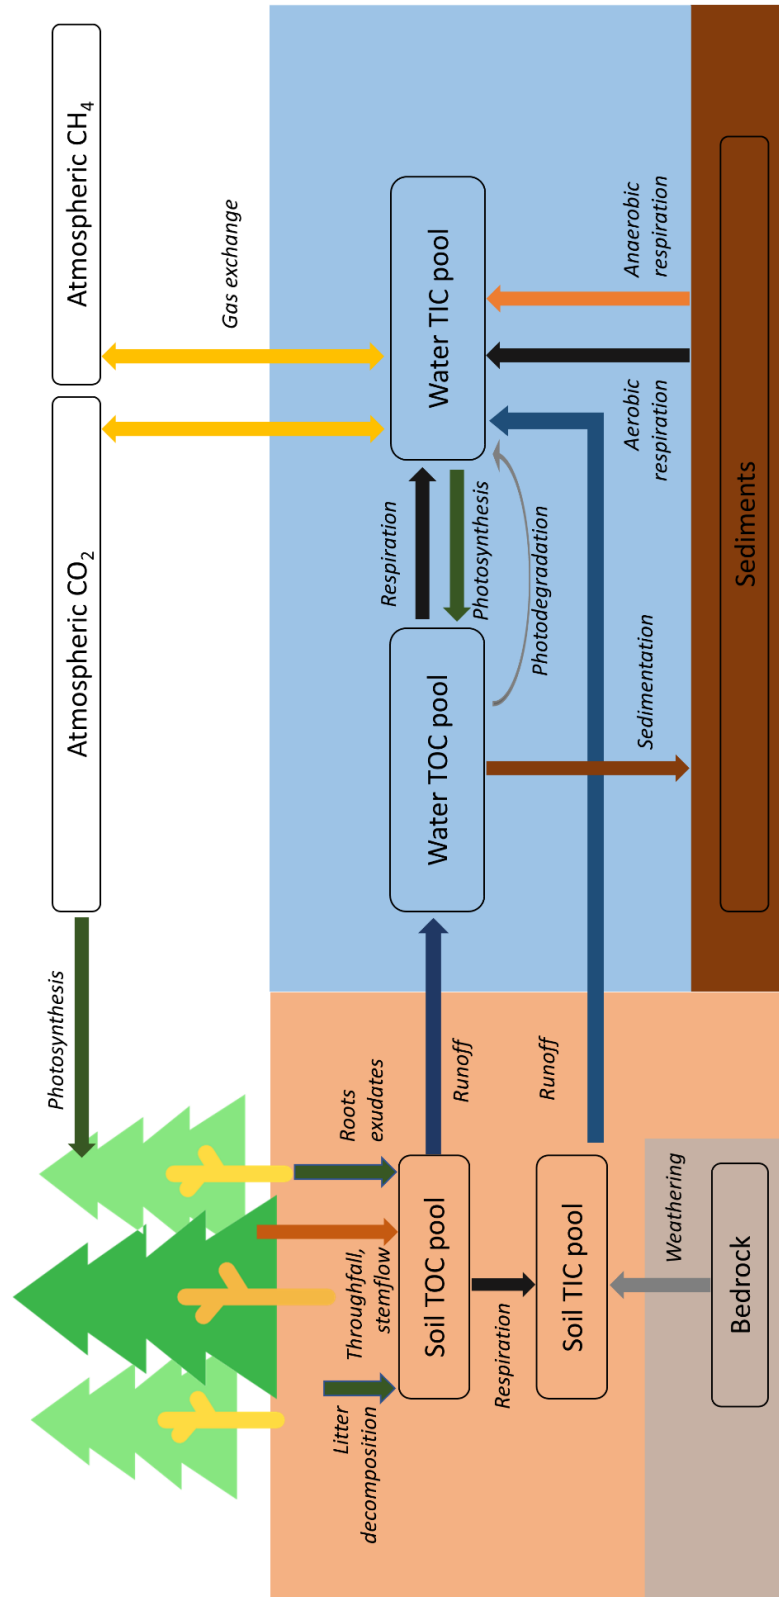 Atmospheric CO₂
Atmospheric CH₄
Photosynthesis
Gas exchange
Litter
decomposition
Throughfall,
stemflow
Roots
exudates
Soil TOC pool
Runoff
Water TOC pool
Respiration
Photosynthesis
Water TIC pool
Photodegradation
Respiration
Soil TIC pool
Runoff
Sedimentation
Aerobic
respiration
Anaerobic
respiration
Weathering
Bedrock
Sediments